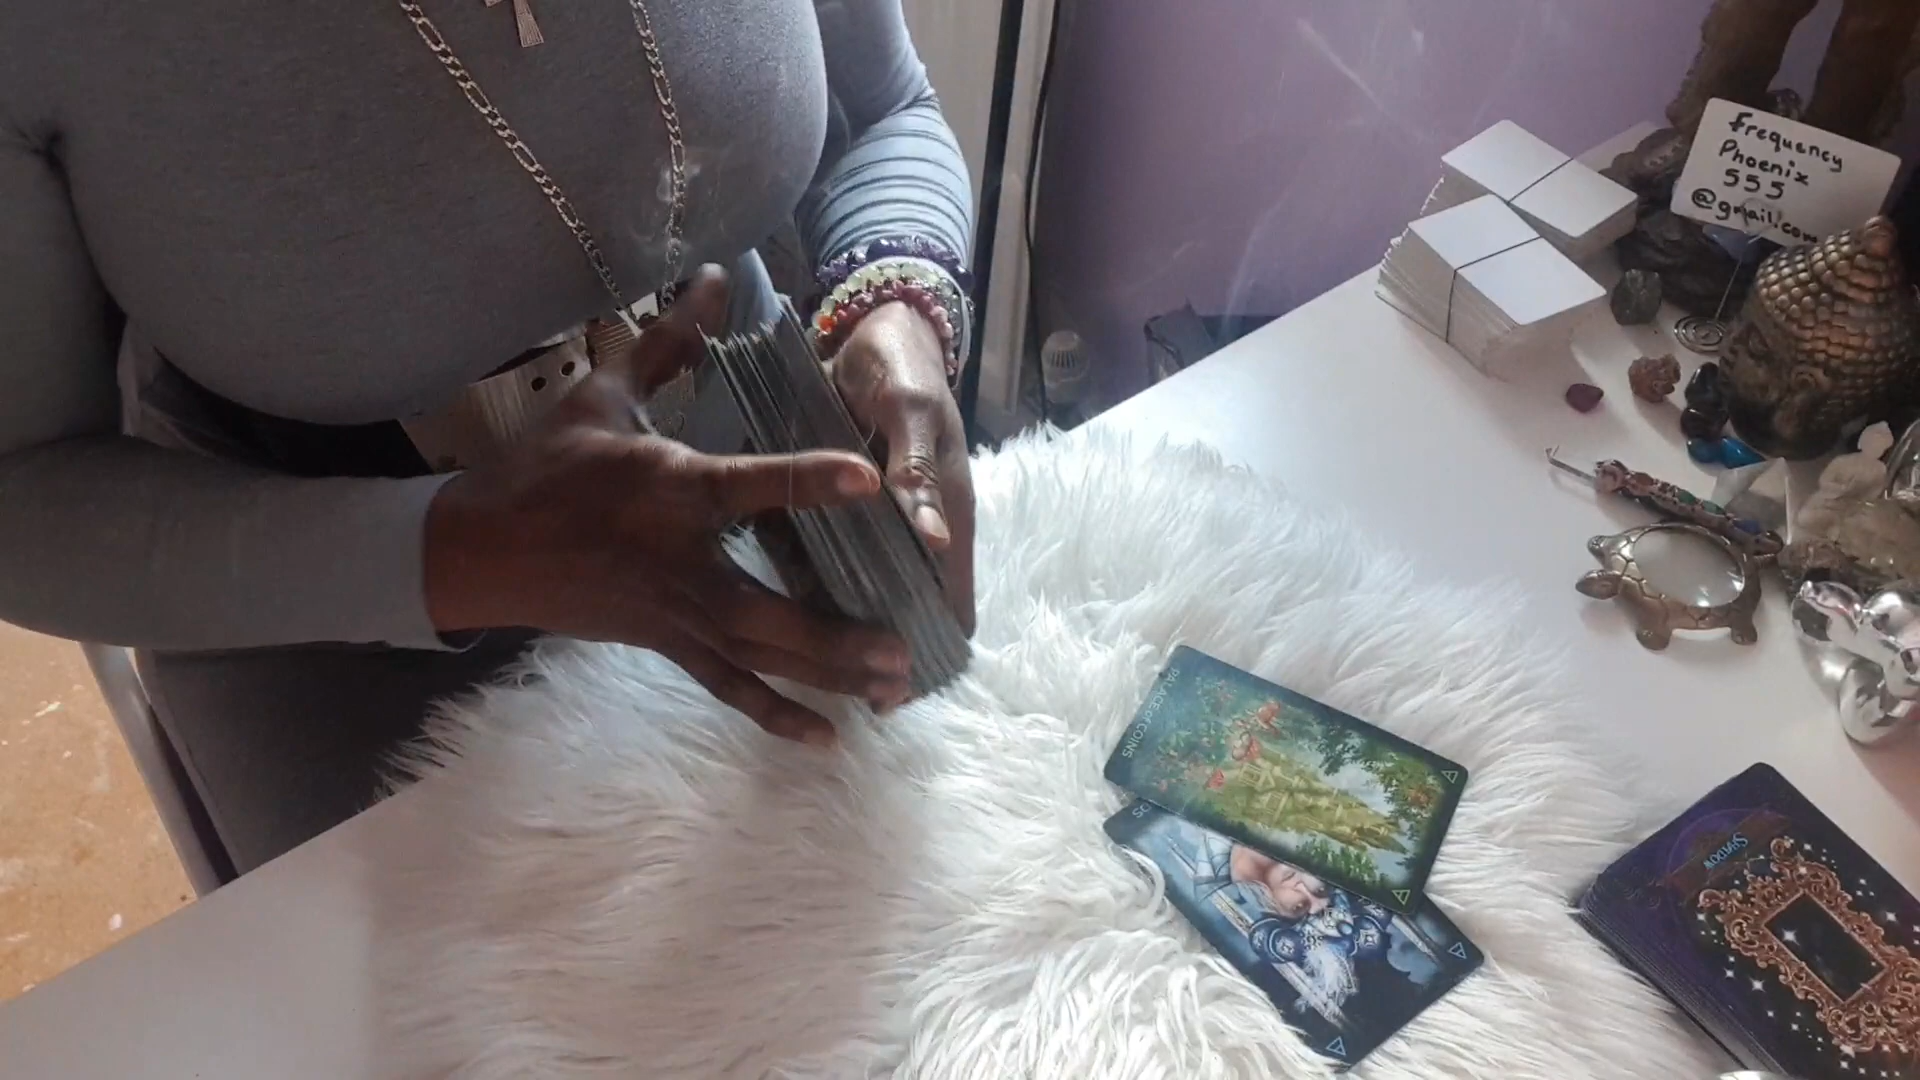 Frequency
Phoenix
555
@gmail.com
PALACE of COINS
SHADOW